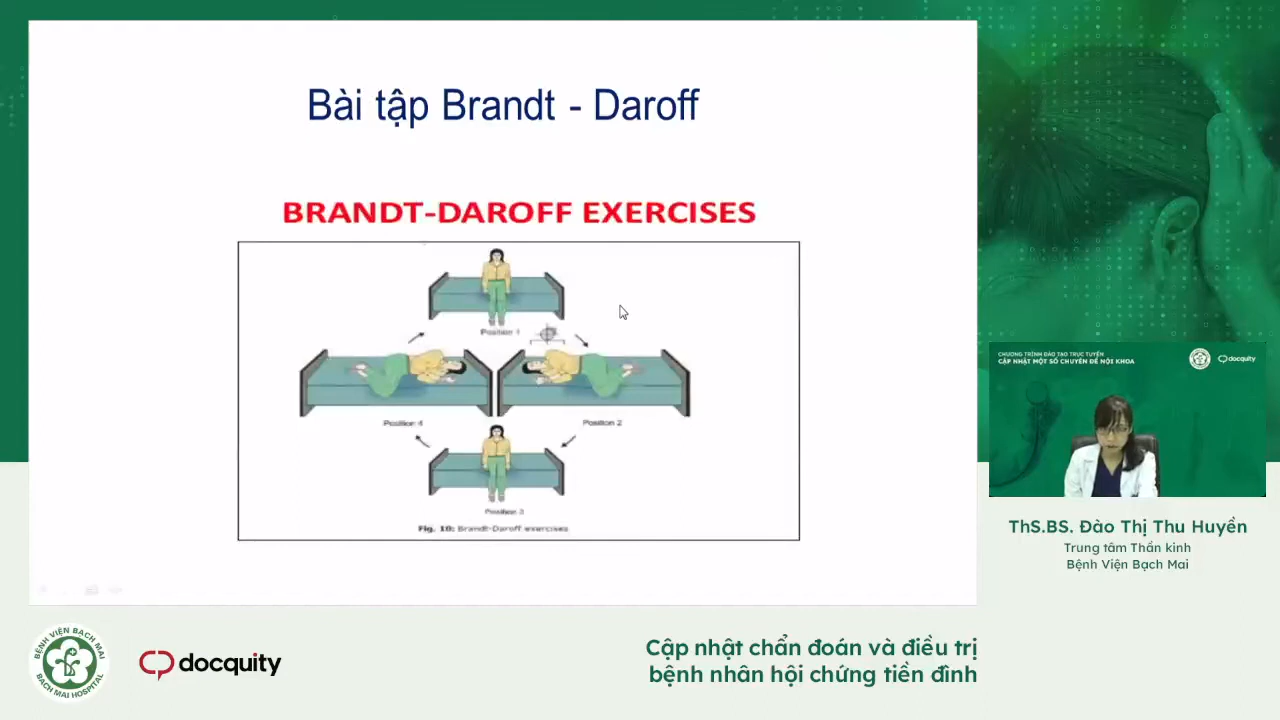 Bài tập Brandt - Daroff
BRANDT-DAROFF EXERCISES
Position 1
Position 4
Position 2
Position 3
Fig. 10: Brandt-Daroff exercises
CHƯƠNG TRÌNH ĐÀO TẠO TRỰC TUYẾN
CẬP NHẬT MỘT SỐ CHUYÊN ĐỀ NỘI KHOA
docquity
ThS.BS. Đào Thị Thu Huyền
Trung tâm Thần kinh
Bệnh Viện Bạch Mai
BỆNH VIỆN BẠCH MAI
BACH MAI HOSPITAL
docquity
Cập nhật chẩn đoán và điều trị
bệnh nhân hội chứng tiền đình